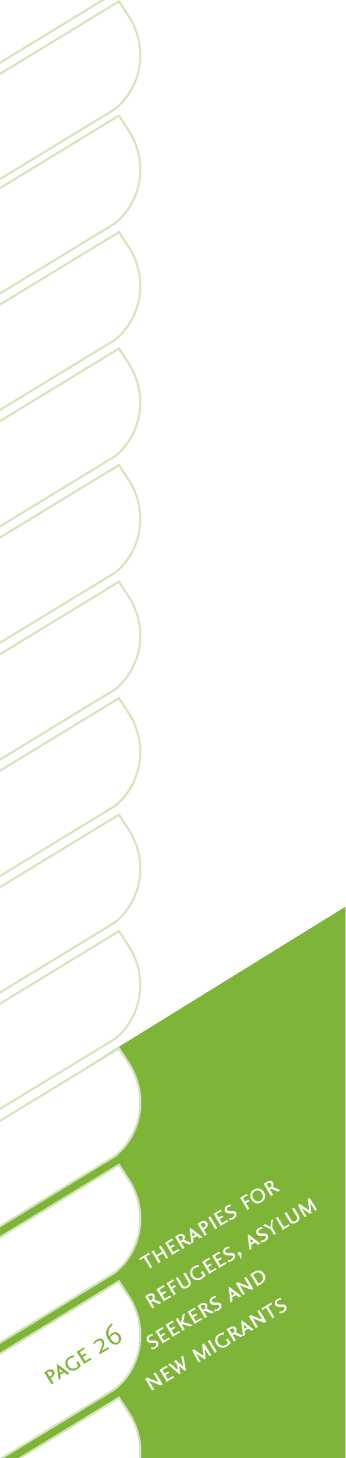 THERAPIES FOR
REFUGEES, ASYLUM
SEEKERS AND
NEW MIGRANTS
PAGE 26